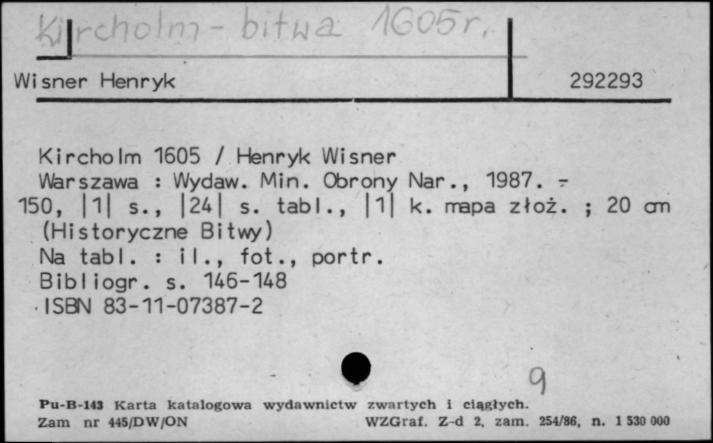 Kircholm - bitwa 1605 r.
Wisner Henryk 292293
Kircholm 1605 / Henryk Wisner
Warszawa : Wydaw. Min. Obrony Nar., 1987. -
150, |1| s., |24| s. tabl., |1| k. mapa złoż. ; 20 cm
(Historyczne Bitwy)
Na tabl. : il., fot., portr.
Bibliogr. s. 146-148
ISBN 83-11-07387-2
9
Pu-B-143 Karta katalogowa wydawnictw zwartych i ciągłych.
Zam nr 445/DW/ON WZGraf. Z-d 2, zam. 254/86, n. 1 530 000